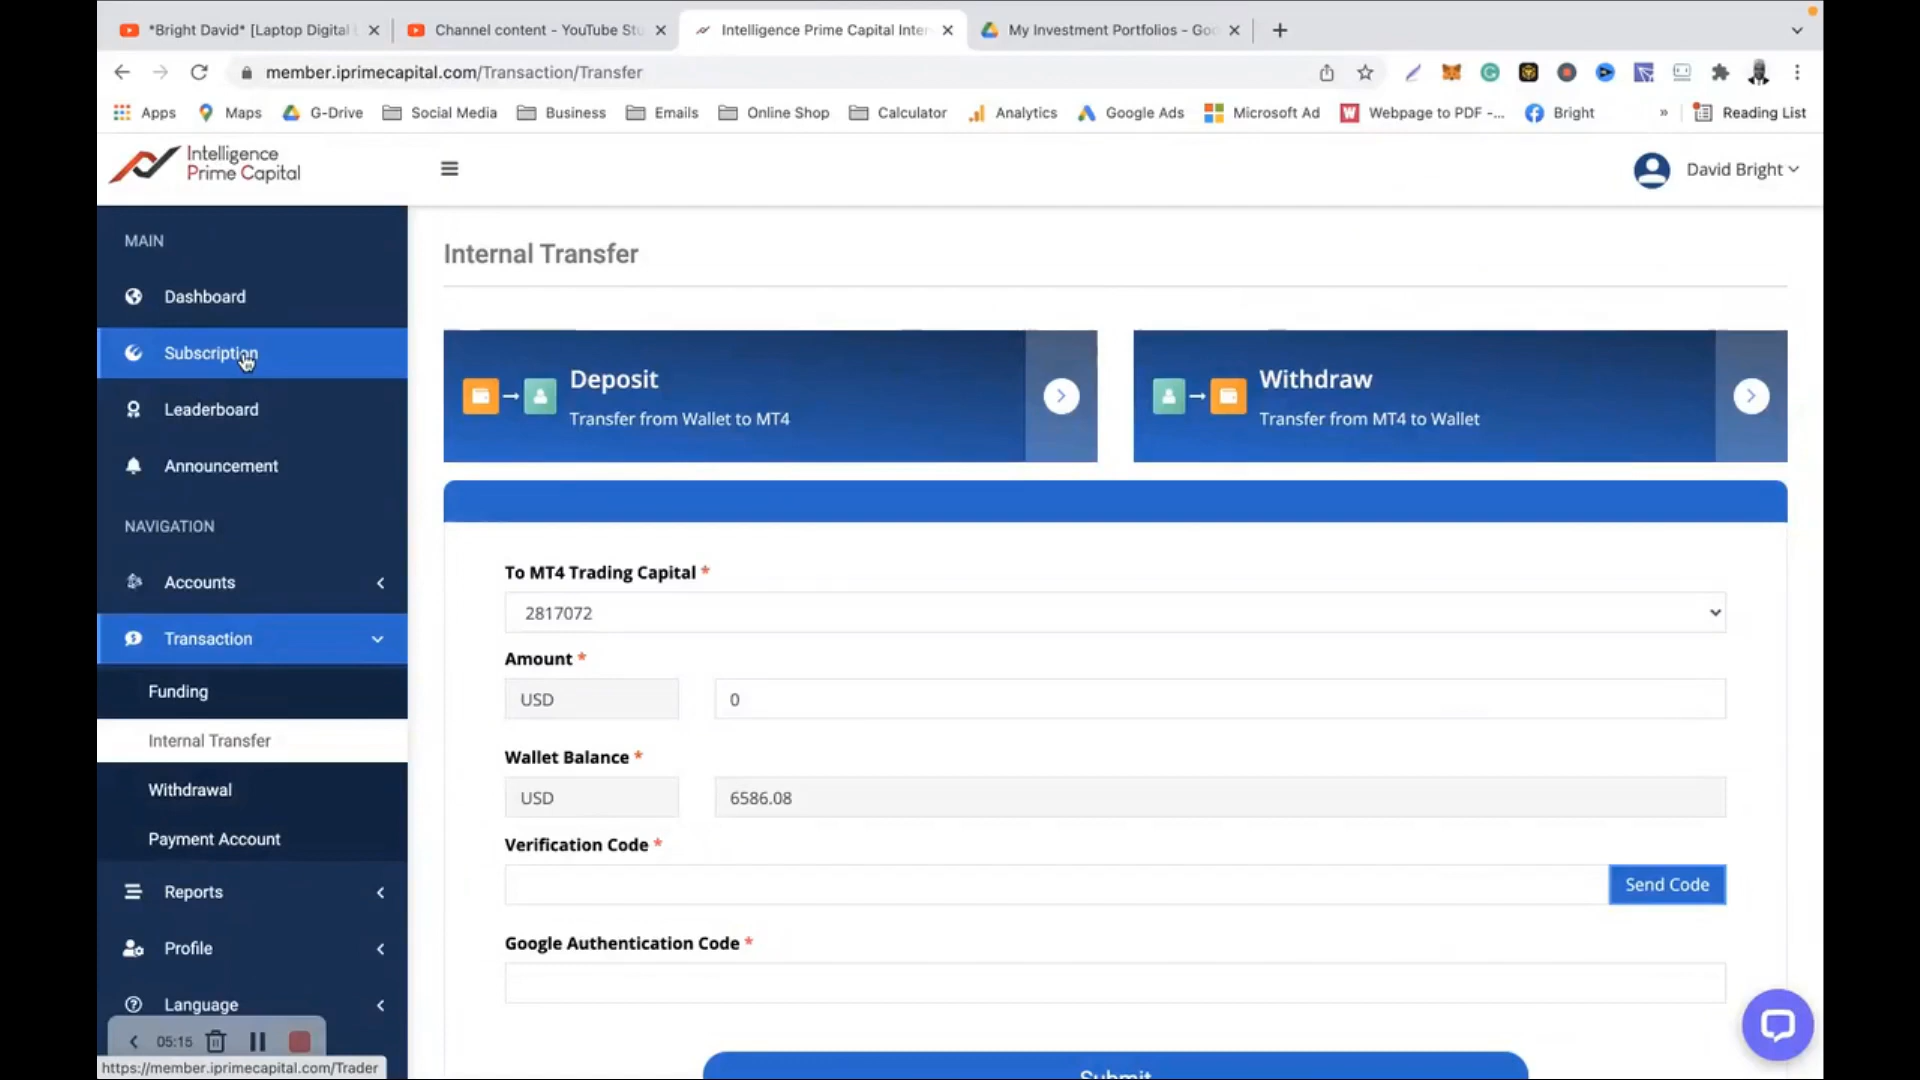 *Bright David* [Laptop Digital
Channel content - YouTube Stu
Intelligence Prime Capital Inter
My Investment Portfolios - Goo
member.iprimecapital.com/Transaction/Transfer
Apps
Maps
G-Drive
Social Media
Business
Emails
Online Shop
Calculator
Analytics
Google Ads
Microsoft Ad
Webpage to PDF -...
Bright
»
Reading List
Intelligence
Prime Capital
David Bright
MAIN
Dashboard
Subscription
Leaderboard
Announcement
NAVIGATION
Accounts
Transaction
Funding
Internal Transfer
Withdrawal
Payment Account
Reports
Profile
Language
05:15
https://member.iprimecapital.com/Trader
Internal Transfer
Deposit
Transfer from Wallet to MT4
Withdraw
Transfer from MT4 to Wallet
To MT4 Trading Capital *
2817072
Amount *
USD
0
Wallet Balance *
USD
6586.08
Verification Code *
Send Code
Google Authentication Code *
Submit